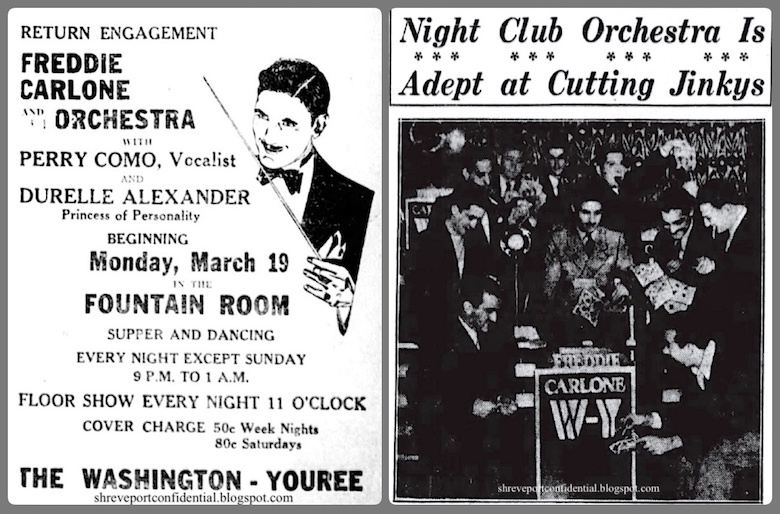 RETURN ENGAGEMENT
FREDDIE
CARLONE
AND ORCHESTRA
WITH
PERRY COMO, Vocalist
AND
DURELLE ALEXANDER
Princess of Personality
BEGINNING
Monday, March 19
IN THE
FOUNTAIN ROOM
SUPPER AND DANCING
EVERY NIGHT EXCEPT SUNDAY
9 P.M. TO 1 A.M.
FLOOR SHOW EVERY NIGHT 11 O'CLOCK
COVER CHARGE 50c Week Nights
80c Saturdays
THE WASHINGTON - YOUREE
shreveportconfidential.blogspot.com
Night Club Orchestra Is
*** *** *** ***
Adept at Cutting Jinkys
FREDDIE
CARLONE
W-Y
shreveportconfidential.blogspot.com